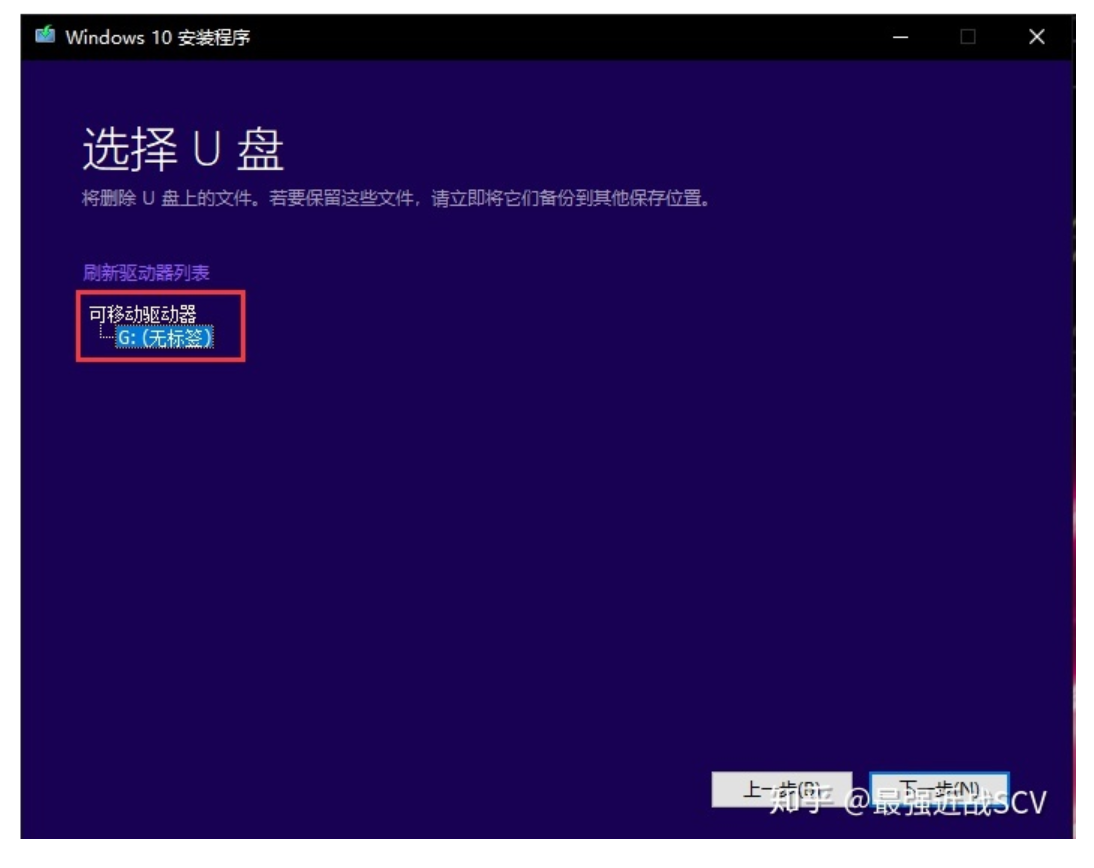 Windows 10 安装程序
选择 U 盘
将删除 U 盘上的文件。若要保留这些文件，请立即将它们备份到其他保存位置。
刷新驱动器列表
可移动驱动器
G: (无标签)
上一步(B) 下一步(N)
知乎 @最强近战SCV